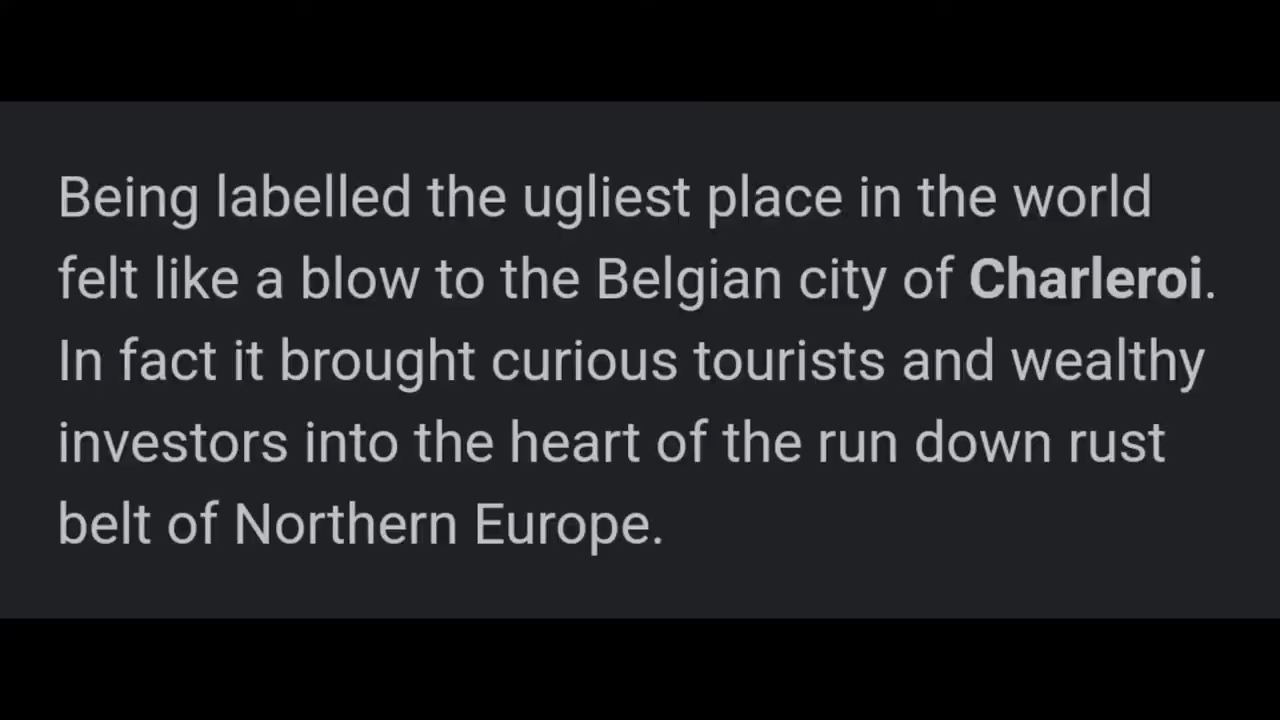 Being labelled the ugliest place in the world
felt like a blow to the Belgian city of Charleroi.
In fact it brought curious tourists and wealthy
investors into the heart of the run down rust
belt of Northern Europe.